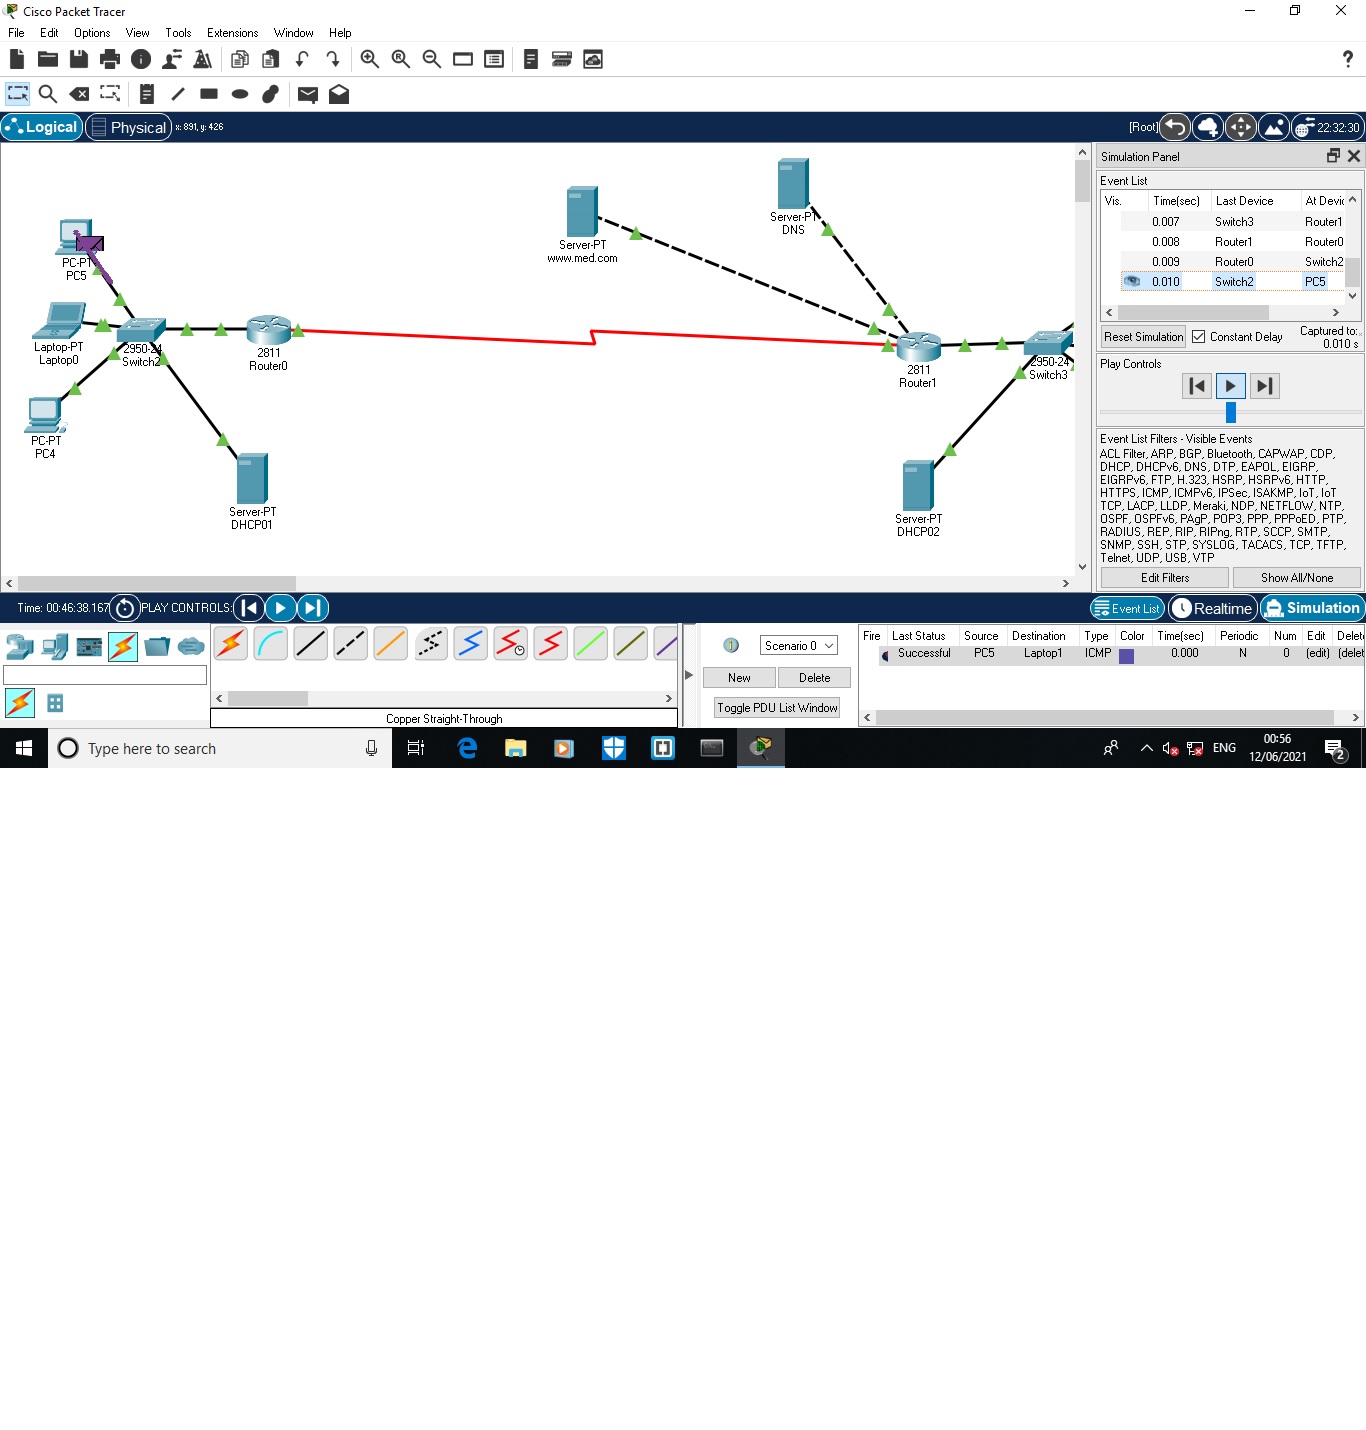 Cisco Packet Tracer
File Edit Options View Tools Extensions Window Help
Logical Physical x: 891, y: 426 [Root] 22:32:30
Simulation Panel
Event List
Vis. Time(sec) Last Device At Devic
0.007 Switch3 Router1
0.008 Router1 Router0
0.009 Router0 Switch2
0.010 Switch2 PC5
Reset Simulation Constant Delay Captured to:
0.010 s
Play Controls
Event List Filters - Visible Events
ACL Filter, ARP, BGP, Bluetooth, CAPWAP, CDP,
DHCP, DHCPv6, DNS, DTP, EAPOL, EIGRP,
EIGRPv6, FTP, H.323, HSRP, HSRPv6, HTTP,
HTTPS, ICMP, ICMPv6, IPSec, ISAKMP, IoT, IoT
TCP, LACP, LLDP, Meraki, NDP, NETFLOW, NTP,
OSPF, OSPFv6, PAgP, POP3, PPP, PPPoED, PTP,
RADIUS, REP, RIP, RIPng, RTP, SCCP, SMTP,
SNMP, SSH, STP, SYSLOG, TACACS, TCP, TFTP,
Telnet, UDP, USB, VTP
Edit Filters Show All/None
PC-PT
PC5
Laptop-PT
Laptop0
2950-24
Switch2
PC-PT
PC4
2811
Router0
Server-PT
DHCP01
Server-PT
www.med.com
Server-PT
DNS
2811
Router1
2950-24
Switch3
Server-PT
DHCP02
Time: 00:46:38.167 PLAY CONTROLS: Event List Realtime Simulation
Copper Straight-Through
Scenario 0
New Delete
Toggle PDU List Window
Fire Last Status Source Destination Type Color Time(sec) Periodic Num Edit Delet
Successful PC5 Laptop1 ICMP 0.000 N 0 (edit) (delet
Type here to search
ENG
00:56
12/06/2021
2